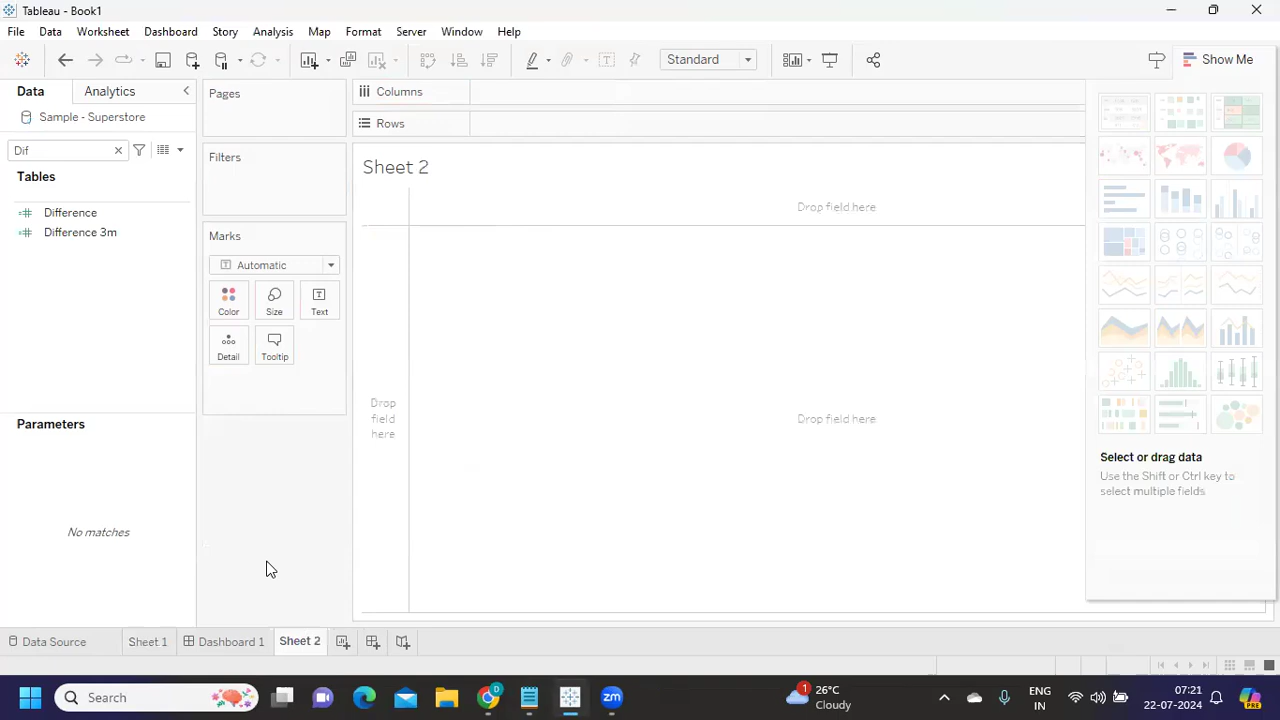 Tableau - Book1
File Data Worksheet Dashboard Story Analysis Map Format Server Window Help
Standard
Show Me
Data Analytics
Sample - Superstore
Dif
Tables
Difference
Difference 3m
Parameters
No matches
Pages
Filters
Marks
Automatic
Color Size Text
Detail Tooltip
Columns
Rows
Sheet 2
Drop field here
Drop
field
here
Drop field here
Select or drag data
Use the Shift or Ctrl key to
select multiple fields
Data Source Sheet 1 Dashboard 1 Sheet 2
Search
1
26°C
Cloudy
ENG
IN
07:21
22-07-2024